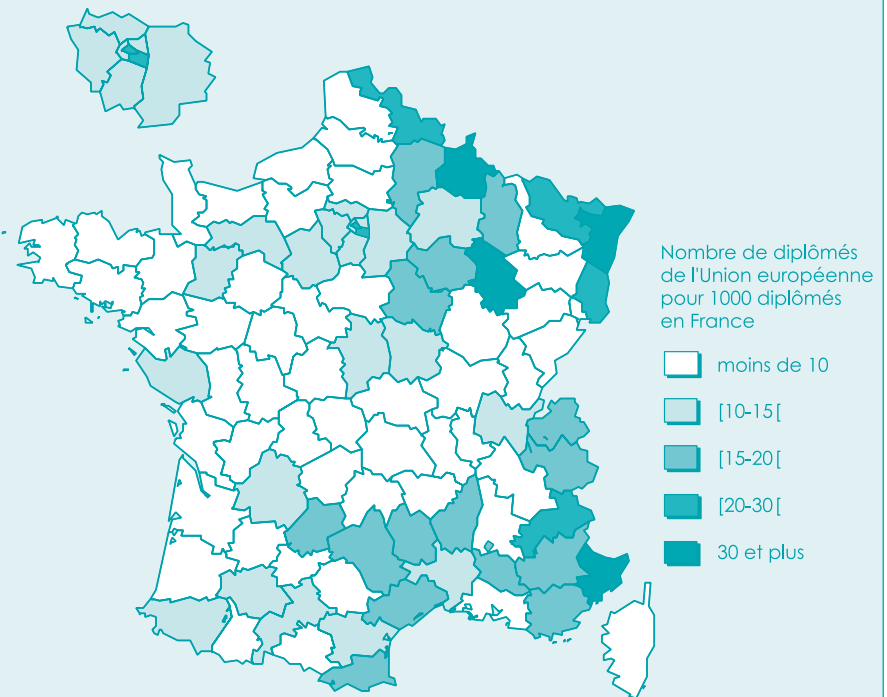 Nombre de diplômés
de l'Union européenne
pour 1000 diplômés
en France
moins de 10
[10-15[
[15-20[
[20-30[
30 et plus